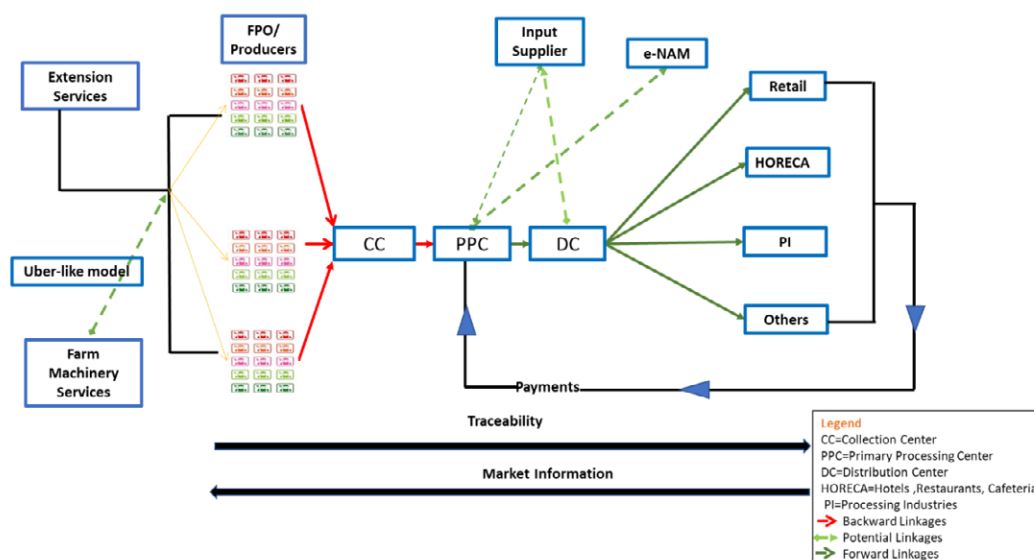 FPO/
Producers
Input
Supplier
e-NAM
Extension
Services
Retail
HORECA
CC
PPC
DC
PI
Uber-like model
Others
Farm
Machinery
Services
Payments
Traceability
Market Information
Legend
CC=Collection Center
PPC=Primary Processing Center
DC=Distribution Center
HORECA=Hotels ,Restaurants, Cafeteria
PI=Processing Industries
Backward Linkages
Potential Linkages
Forward Linkages